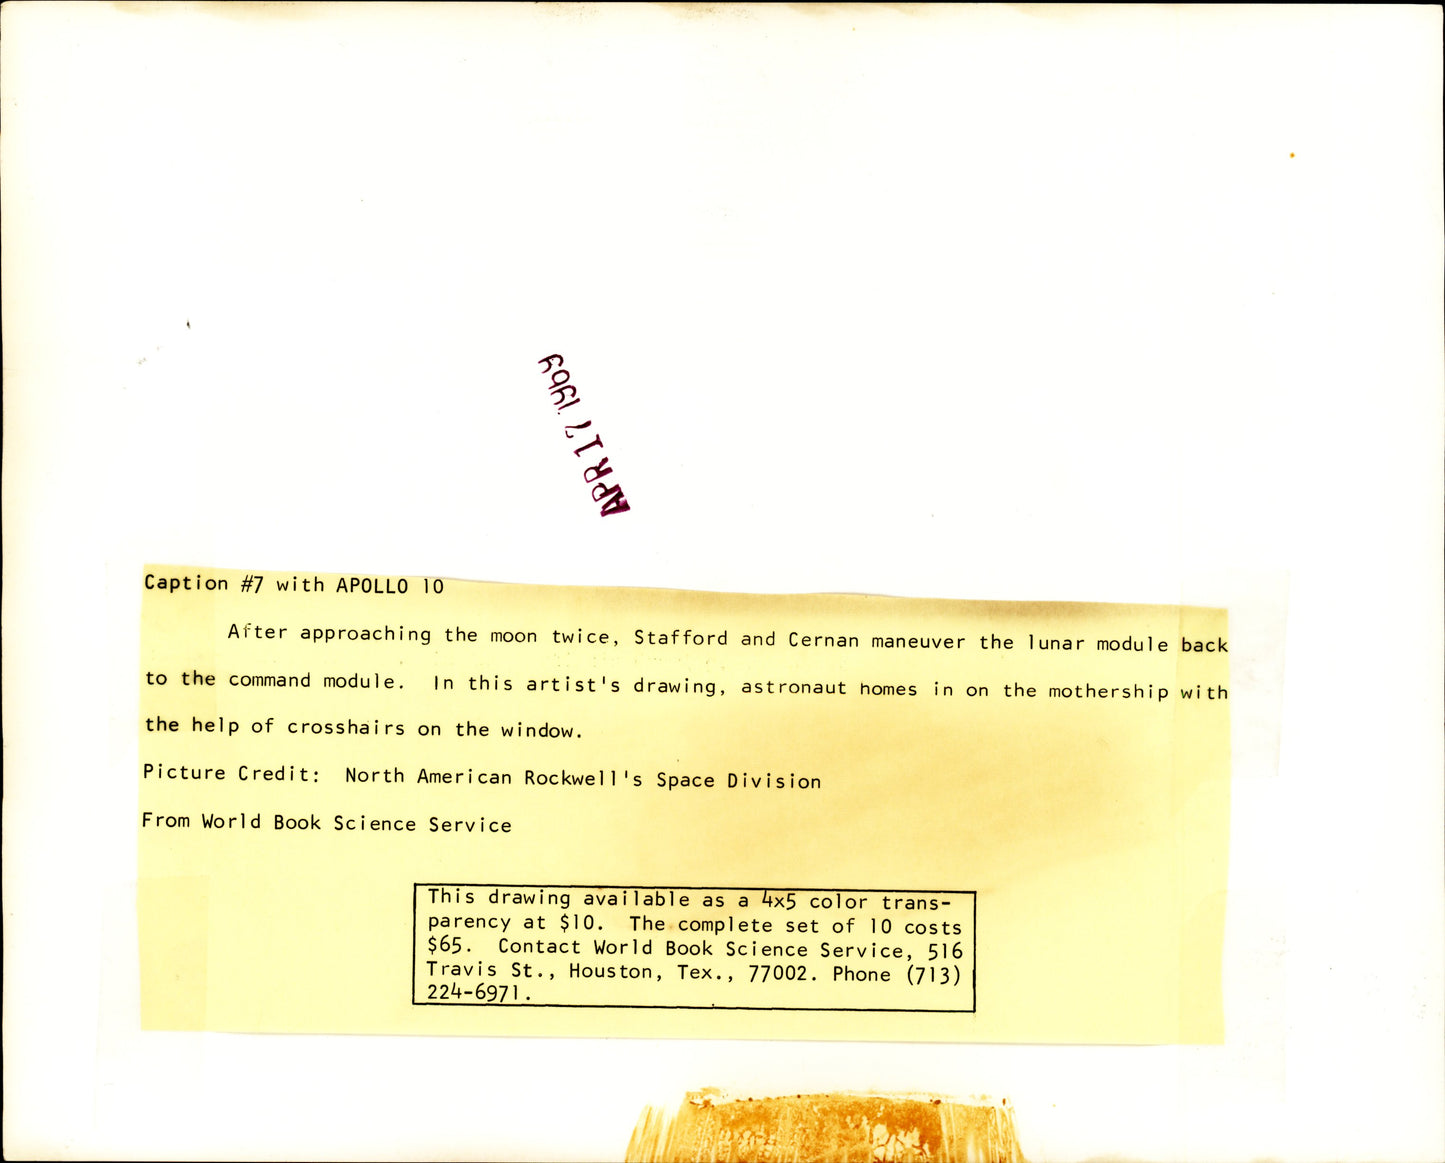 APR 17 1969
Caption #7 with APOLLO 10
After approaching the moon twice, Stafford and Cernan maneuver the lunar module back
to the command module. In this artist's drawing, astronaut homes in on the mothership with
the help of crosshairs on the window.
Picture Credit: North American Rockwell's Space Division
From World Book Science Service
This drawing available as a 4x5 color trans-
parency at $10. The complete set of 10 costs
$65. Contact World Book Science Service, 516
Travis St., Houston, Tex., 77002. Phone (713)
224-6971.